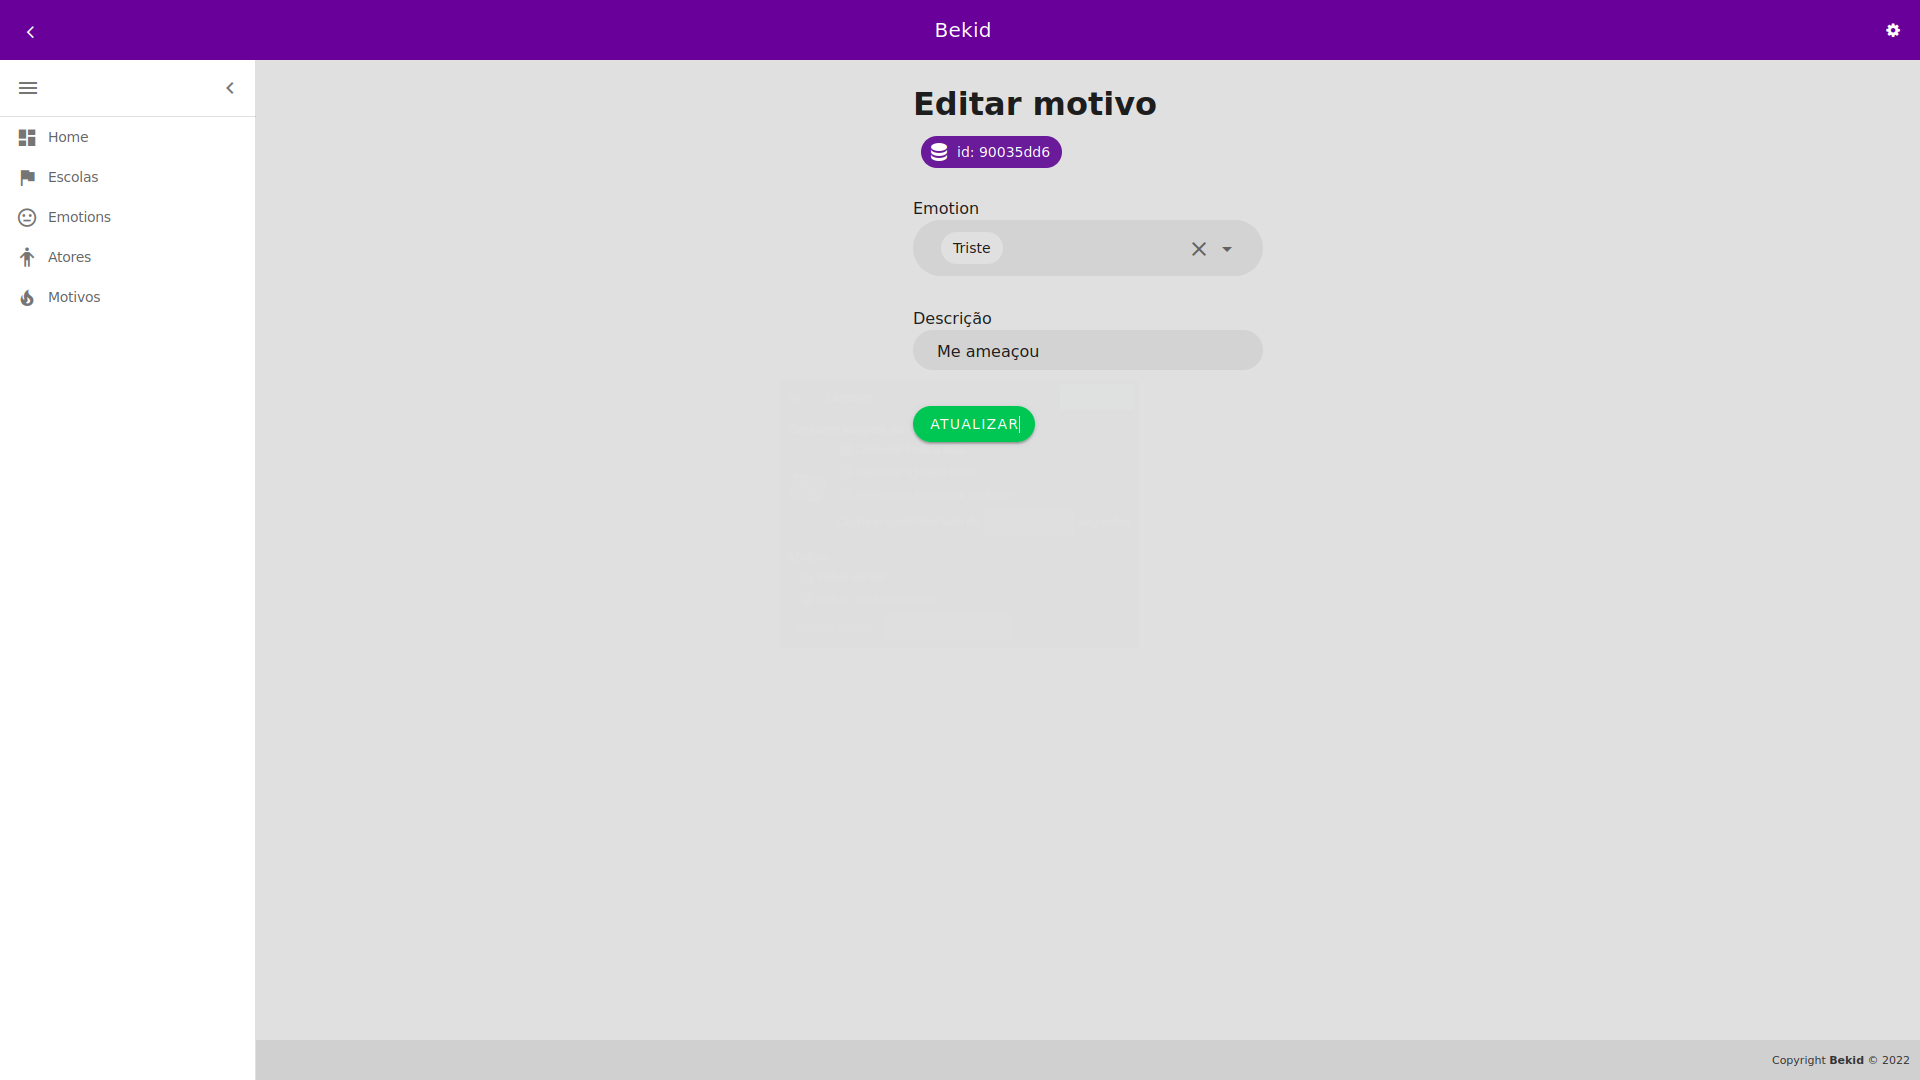 Bekid
Home
Escolas
Emotions
Atores
Motivos
Editar motivo
id: 90035dd6
Emotion
Triste
Descrição
Me ameaçou
ATUALIZAR
Copyright Bekid © 2022